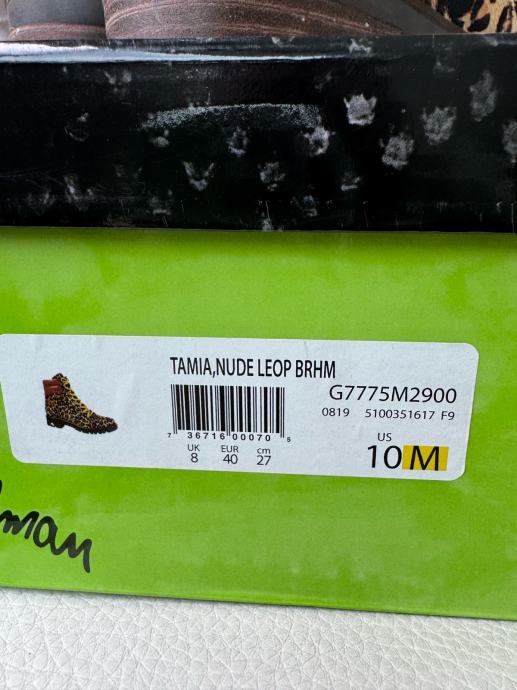 TAMIA,NUDE LEOP BRHM
G7775M2900
0819 5100351617 F9
7 36716 00070 5
UK EUR cm
8 40 27
US
10 M
man